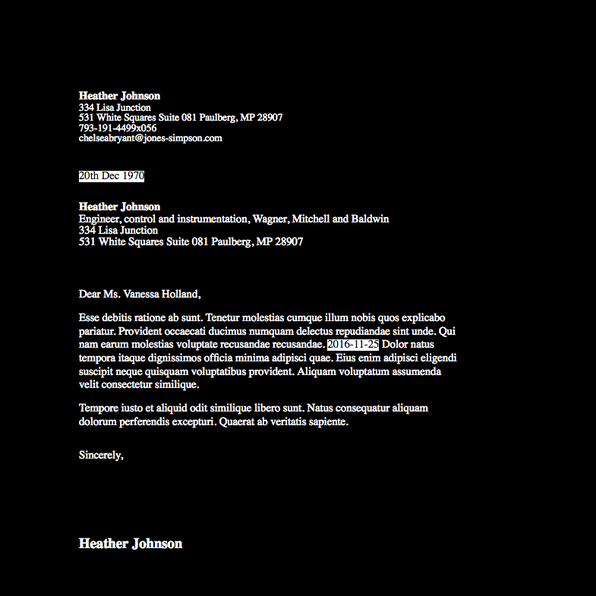 Heather Johnson
334 Lisa Junction
531 White Squares Suite 081 Paulberg, MP 28907
793-191-4499x056
chelseabryant@jones-simpson.com
20th Dec 1970
Heather Johnson
Engineer, control and instrumentation, Wagner, Mitchell and Baldwin
334 Lisa Junction
531 White Squares Suite 081 Paulberg, MP 28907
Dear Ms. Vanessa Holland,
Esse debitis ratione ab sunt. Tenetur molestias cumque illum nobis quos explicabo
pariatur. Provident occaecati ducimus numquam delectus repudiandae sint unde. Qui
nam earum molestias voluptate recusandae recusandae. 2016-11-25 Dolor natus
tempora itaque dignissimos officia minima adipisci quae. Eius enim adipisci eligendi
suscipit neque quisquam voluptatibus provident. Aliquam voluptatum assumenda
velit consectetur similique.
Tempore iusto et aliquid odit similique libero sunt. Natus consequatur aliquam
dolorum perferendis excepturi. Quaerat ab veritatis sapiente.
Sincerely,
Heather Johnson